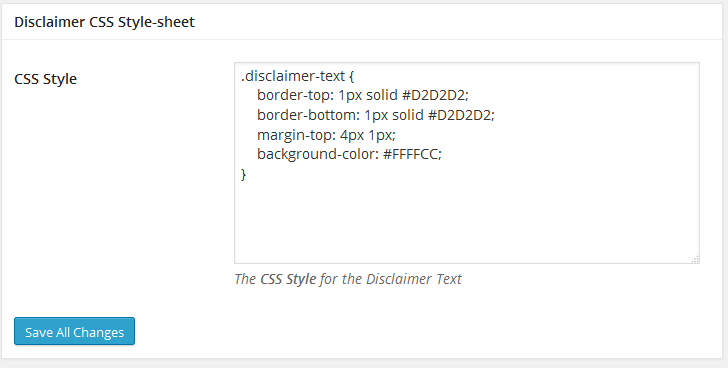 Disclaimer CSS Style-sheet
CSS Style
.disclaimer-text {
    border-top: 1px solid #D2D2D2;
    border-bottom: 1px solid #D2D2D2;
    margin-top: 4px 1px;
    background-color: #FFFFCC;
}
The CSS Style for the Disclaimer Text
Save All Changes